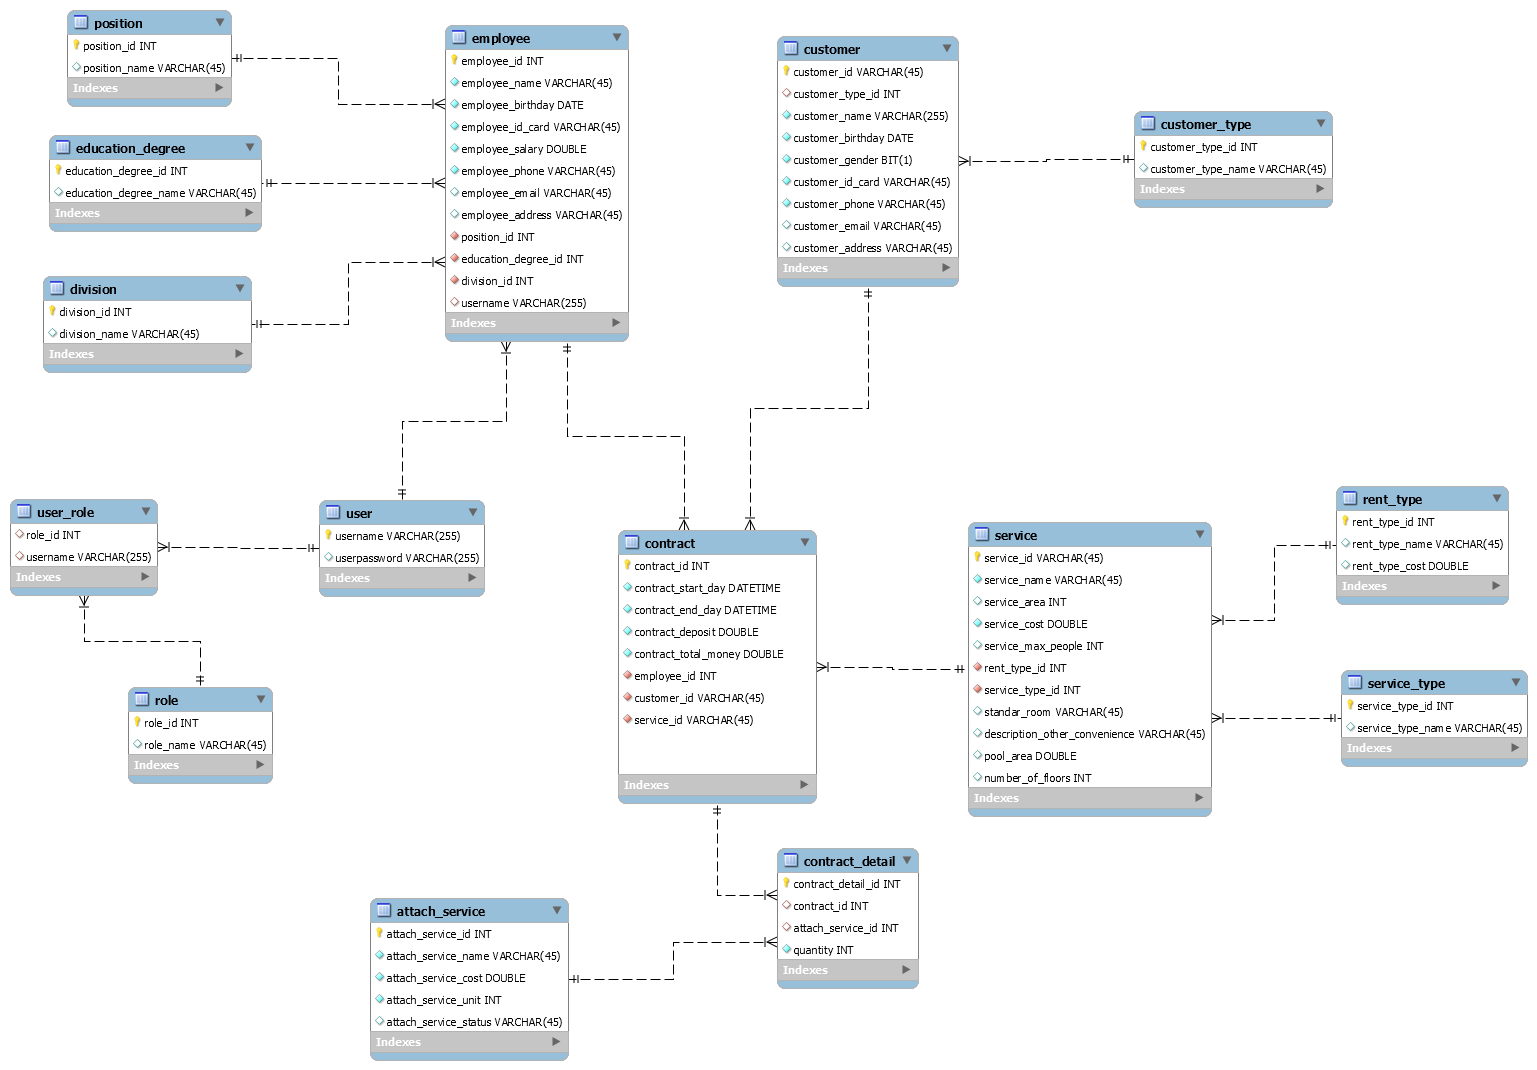 position
position_id INT
position_name VARCHAR(45)
Indexes
education_degree
education_degree_id INT
education_degree_name VARCHAR(45)
Indexes
division
division_id INT
division_name VARCHAR(45)
Indexes
employee
employee_id INT
employee_name VARCHAR(45)
employee_birthday DATE
employee_id_card VARCHAR(45)
employee_salary DOUBLE
employee_phone VARCHAR(45)
employee_email VARCHAR(45)
employee_address VARCHAR(45)
position_id INT
education_degree_id INT
division_id INT
username VARCHAR(255)
Indexes
customer
customer_id VARCHAR(45)
customer_type_id INT
customer_name VARCHAR(255)
customer_birthday DATE
customer_gender BIT(1)
customer_id_card VARCHAR(45)
customer_phone VARCHAR(45)
customer_email VARCHAR(45)
customer_address VARCHAR(45)
Indexes
customer_type
customer_type_id INT
customer_type_name VARCHAR(45)
Indexes
user_role
role_id INT
username VARCHAR(255)
Indexes
user
username VARCHAR(255)
userpassword VARCHAR(255)
Indexes
role
role_id INT
role_name VARCHAR(45)
Indexes
contract
contract_id INT
contract_start_day DATETIME
contract_end_day DATETIME
contract_deposit DOUBLE
contract_total_money DOUBLE
employee_id INT
customer_id VARCHAR(45)
service_id VARCHAR(45)
Indexes
service
service_id VARCHAR(45)
service_name VARCHAR(45)
service_area INT
service_cost DOUBLE
service_max_people INT
rent_type_id INT
service_type_id INT
standar_room VARCHAR(45)
description_other_convenience VARCHAR(45)
pool_area DOUBLE
number_of_floors INT
Indexes
rent_type
rent_type_id INT
rent_type_name VARCHAR(45)
rent_type_cost DOUBLE
Indexes
service_type
service_type_id INT
service_type_name VARCHAR(45)
Indexes
attach_service
attach_service_id INT
attach_service_name VARCHAR(45)
attach_service_cost DOUBLE
attach_service_unit INT
attach_service_status VARCHAR(45)
Indexes
contract_detail
contract_detail_id INT
contract_id INT
attach_service_id INT
quantity INT
Indexes